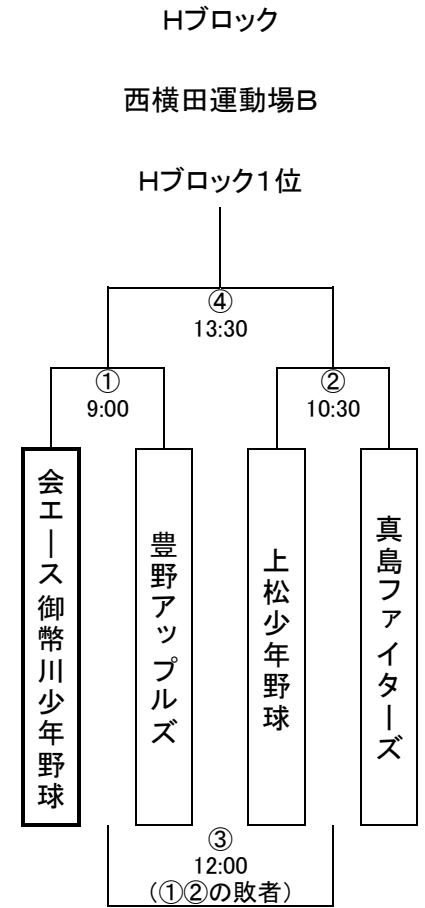 Hブロック
西横田運動場B
Hブロック1位
④
13:30
①
9:00
②
10:30
会エース御幣川少年野球
豊野アップルズ
上松少年野球
真島ファイターズ
③
12:00
(①②の敗者)